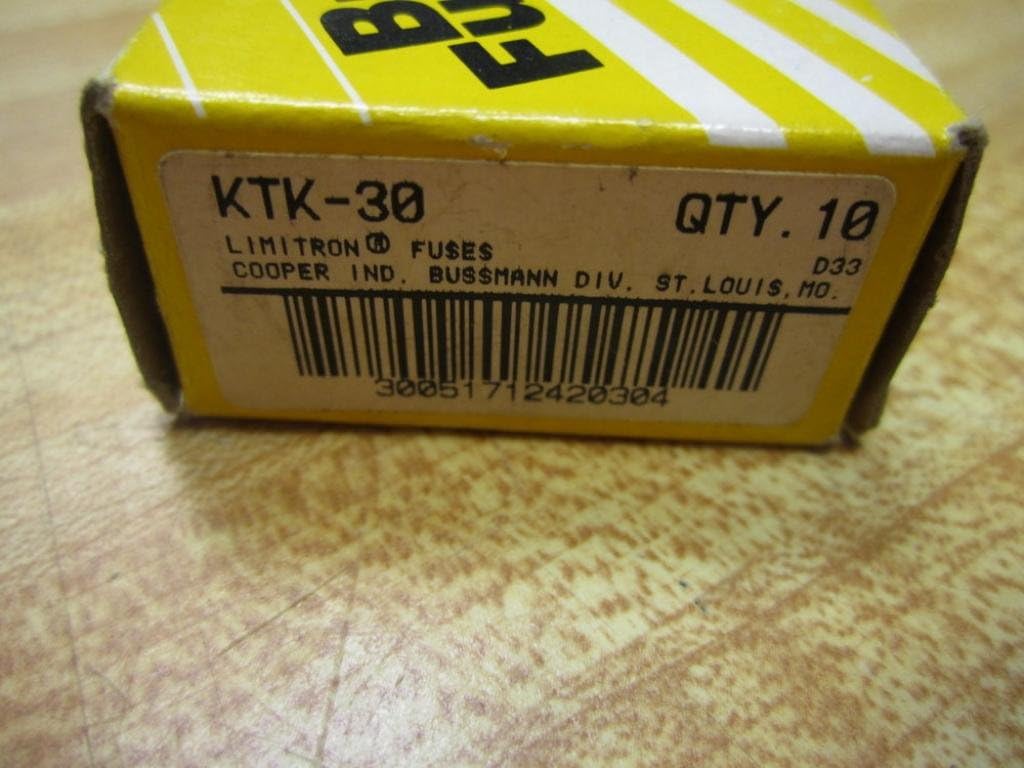 KTK-30 QTY. 10
LIMITRON® FUSES D33
COOPER IND. BUSSMANN DIV. ST.LOUIS, MO.
30051712420304